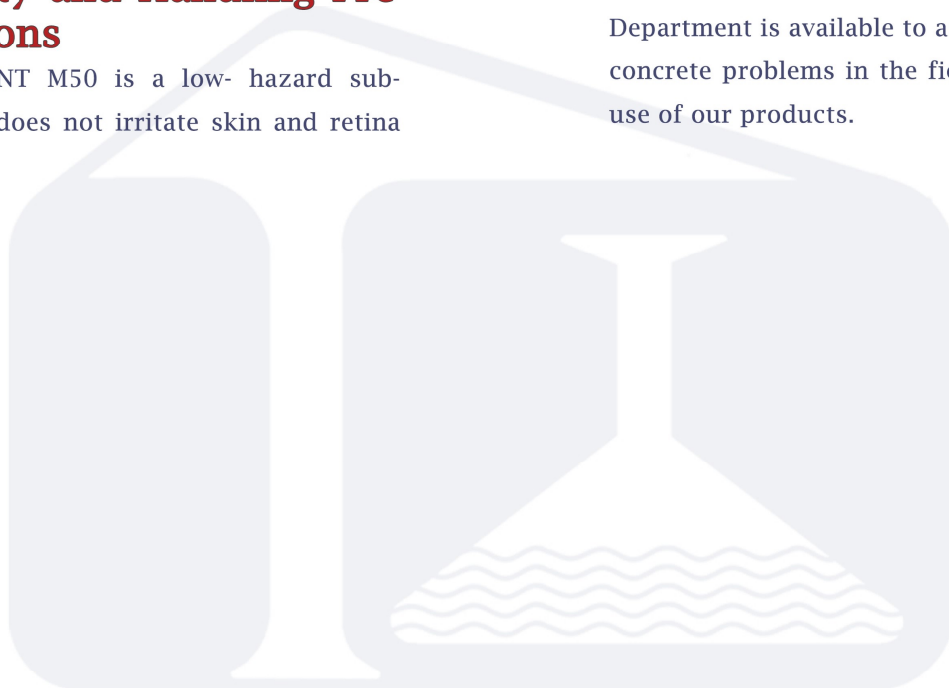 ons
NT M50 is a low- hazard sub-
does not irritate skin and retina
Department is available to a
concrete problems in the fi
use of our products.